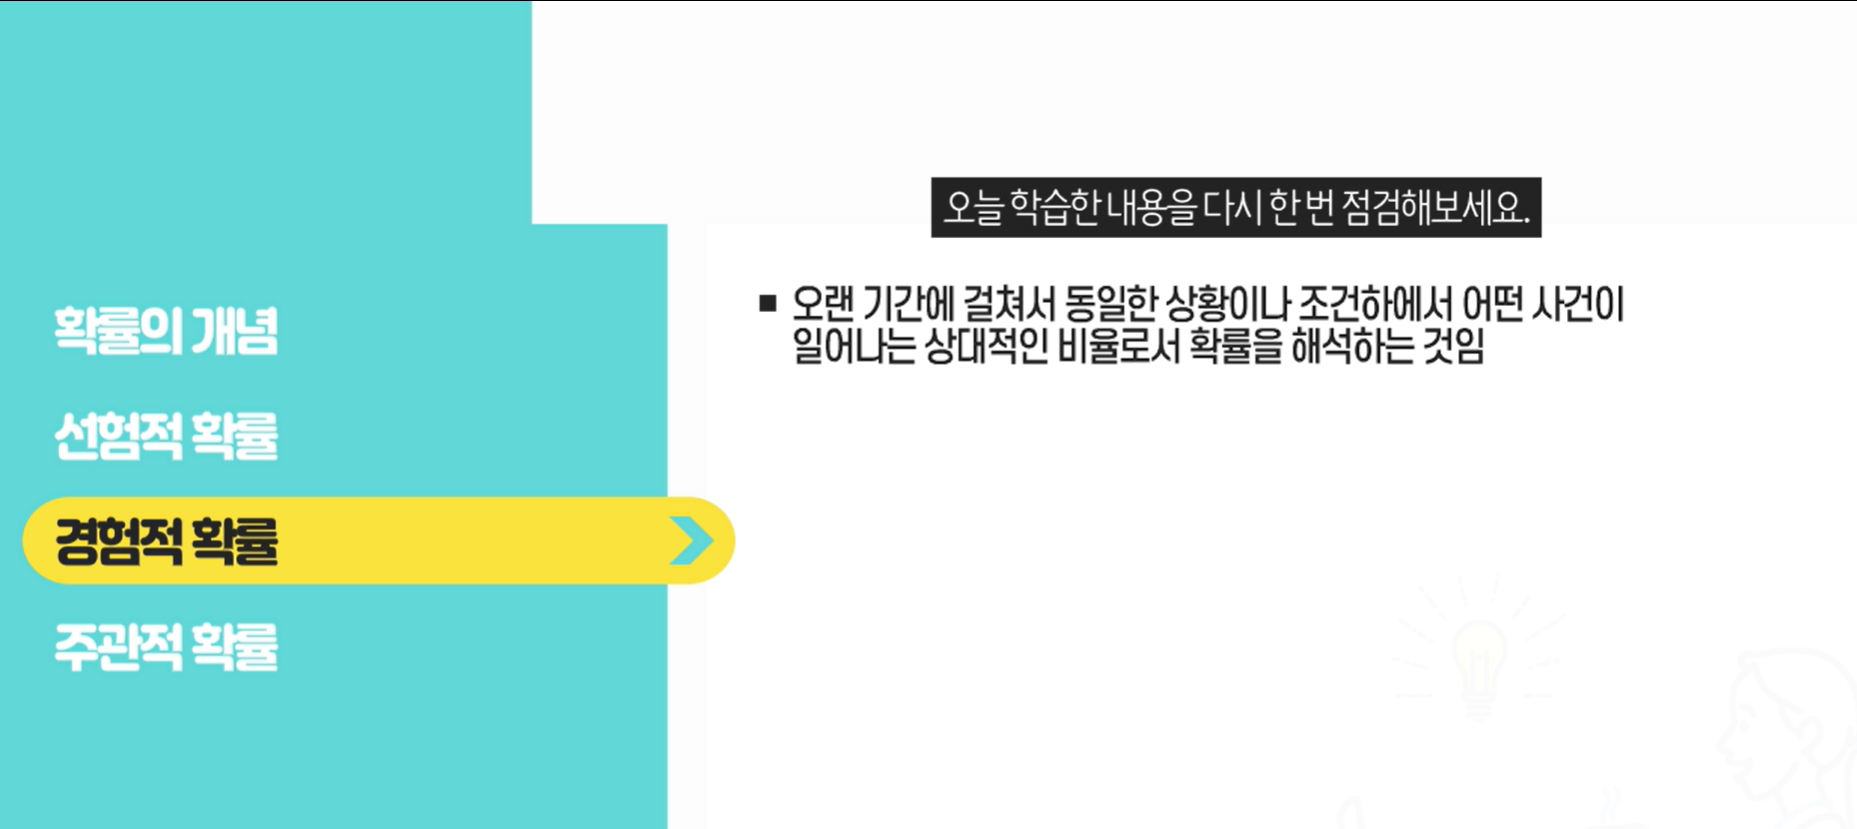 확률의 개념
선험적 확률
경험적 확률
주관적 확률
오늘 학습한 내용을 다시 한 번 점검해보세요.
▪ 오랜 기간에 걸쳐서 동일한 상황이나 조건하에서 어떤 사건이
일어나는 상대적인 비율로서 확률을 해석하는 것임